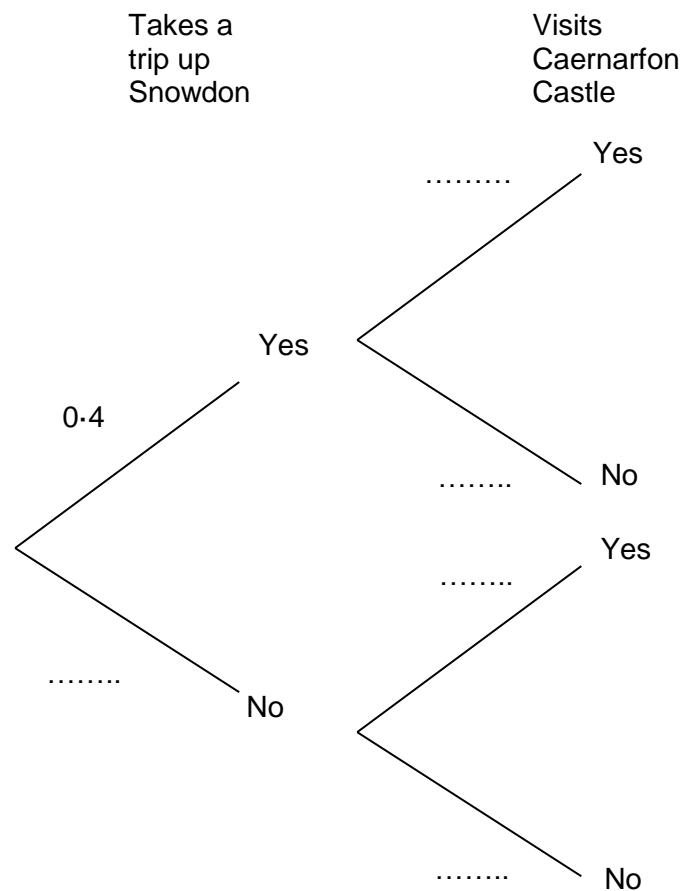 Takes a
trip up
Snowdon
Visits
Caernarfon
Castle
Yes
………
Yes
0·4
No
……..
Yes
……..
……..
No
……..
No